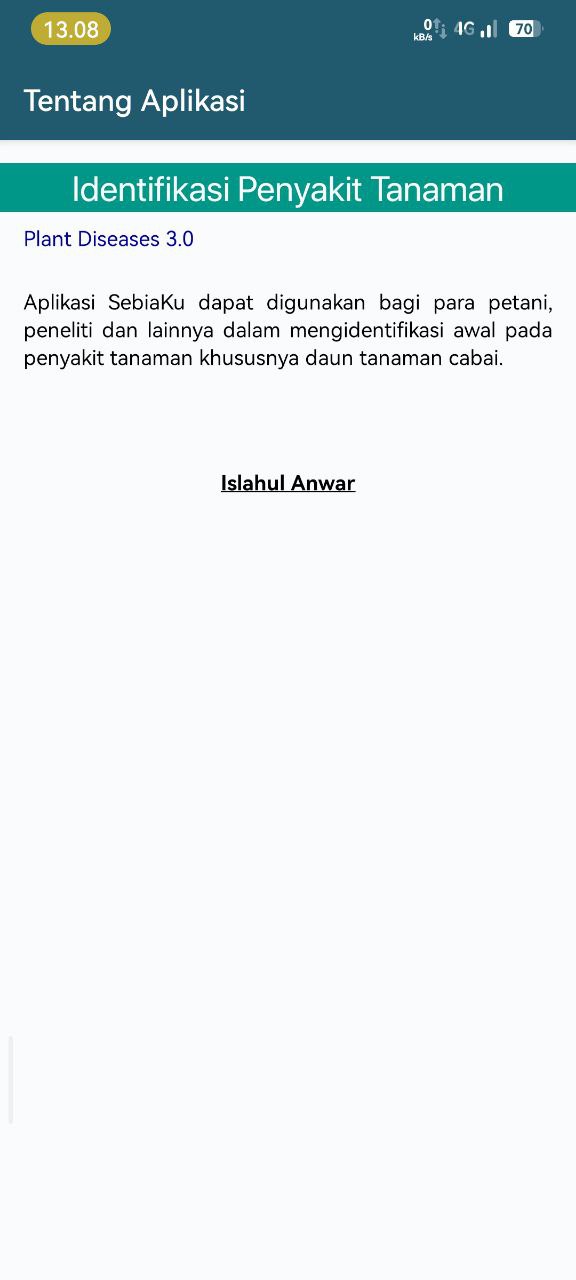 13.08
0
kB/s
4G
70
Tentang Aplikasi
Identifikasi Penyakit Tanaman
Plant Diseases 3.0
Aplikasi SebiaKu dapat digunakan bagi para petani,
peneliti dan lainnya dalam mengidentifikasi awal pada
penyakit tanaman khususnya daun tanaman cabai.
Islahul Anwar